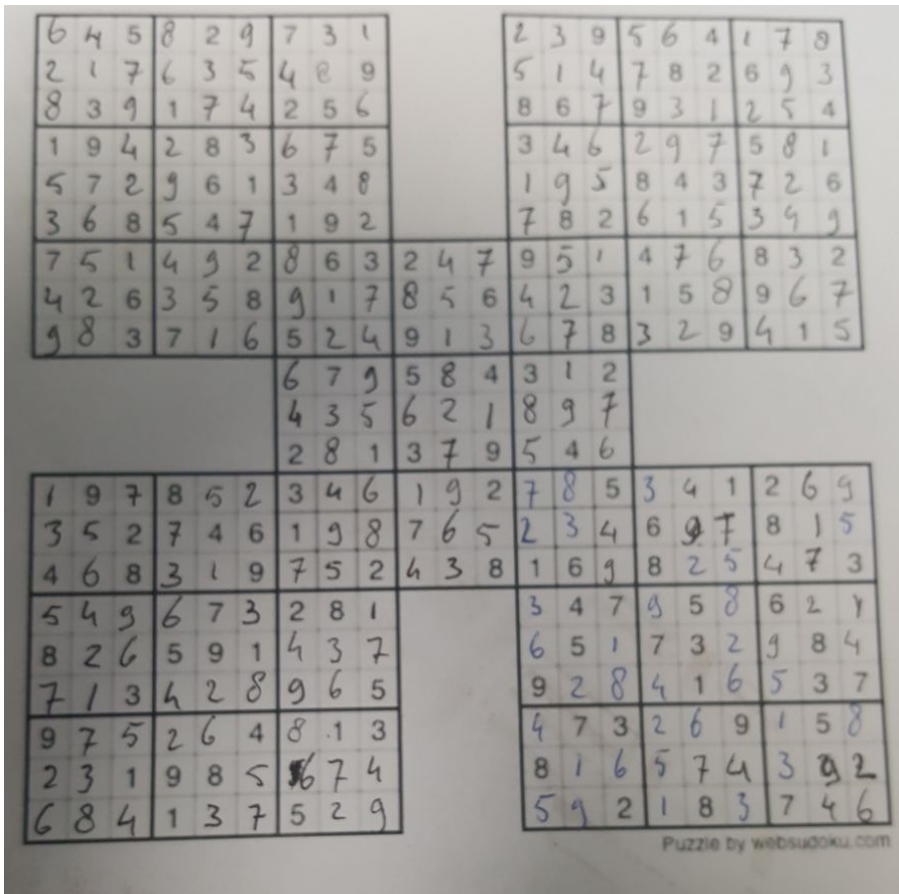 6 4 5 8 2 9 7 3 1 2 3 9 5 6 4 1 7 8
2 1 7 6 3 5 4 8 9 5 1 4 7 8 2 6 9 3
8 3 9 1 7 4 2 5 6 8 6 7 9 3 1 2 5 4
1 9 4 2 8 3 6 7 5 3 4 6 2 9 7 5 8 1
5 7 2 9 6 1 3 4 8 1 9 5 8 4 3 7 2 6
3 6 8 5 4 7 1 9 2 7 8 2 6 1 5 3 4 9
7 5 1 4 9 2 8 6 3 2 4 7 9 5 1 4 7 6 8 3 2
4 2 6 3 5 8 9 1 7 8 5 6 4 2 3 1 5 8 9 6 7
9 8 3 7 1 6 5 2 4 9 1 3 6 7 8 3 2 9 4 1 5
6 7 9 5 8 4 3 1 2
4 3 5 6 2 1 8 9 7
2 8 1 3 7 9 5 4 6
1 9 7 8 5 2 3 4 6 1 9 2 7 8 5 3 4 1 2 6 9
3 5 2 7 4 6 1 9 8 7 6 5 2 3 4 6 9 7 8 1 5
4 6 8 3 1 9 7 5 2 4 3 8 1 6 9 8 2 5 4 7 3
5 4 9 6 7 3 2 8 1 3 4 7 9 5 8 6 2 1
8 2 6 5 9 1 4 3 7 6 5 1 7 3 2 9 8 4
7 1 3 4 2 8 9 6 5 9 2 8 4 1 6 5 3 7
9 7 5 2 6 4 8 1 3 4 7 3 2 6 9 1 5 8
2 3 1 9 8 5 6 7 4 8 1 6 5 7 4 3 9 2
6 8 4 1 3 7 5 2 9 5 9 2 1 8 3 7 4 6
Puzzle by websudoku.com